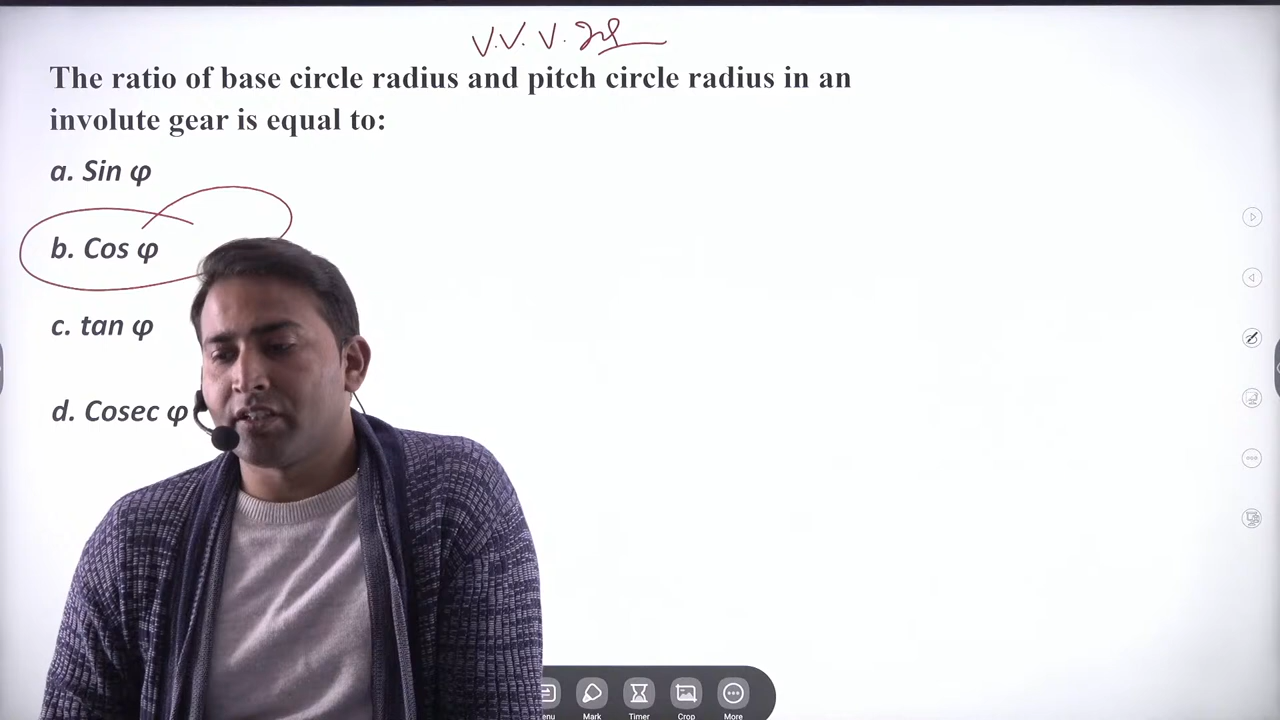 V.V. V.
The ratio of base circle radius and pitch circle radius in an
involute gear is equal to:
a. Sin φ
b. Cos φ
c. tan φ
d. Cosec φ
enu Mark Timer Crop More